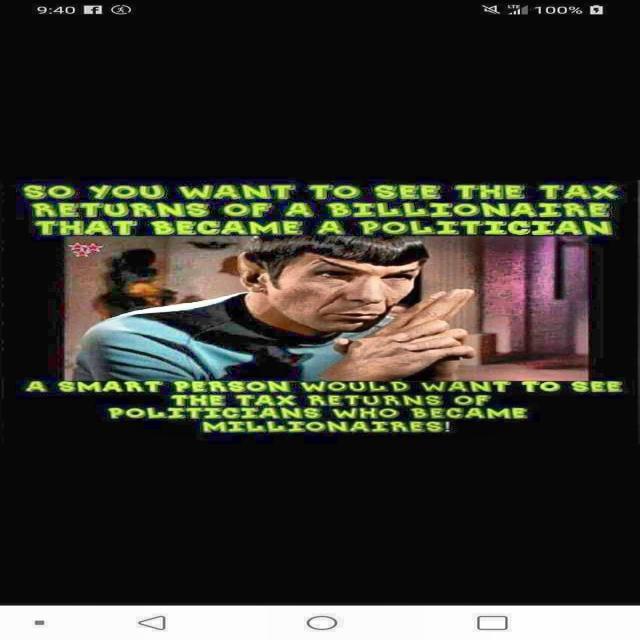 9:40
LTE 100%
SO YOU WANT TO SEE THE TAX
RETURNS OF A BILLIONAIRE
THAT BECAME A POLITICIAN
A SMART PERSON WOULD WANT TO SEE
THE TAX RETURNS OF
POLITICIANS WHO BECAME
MILLIONAIRES!